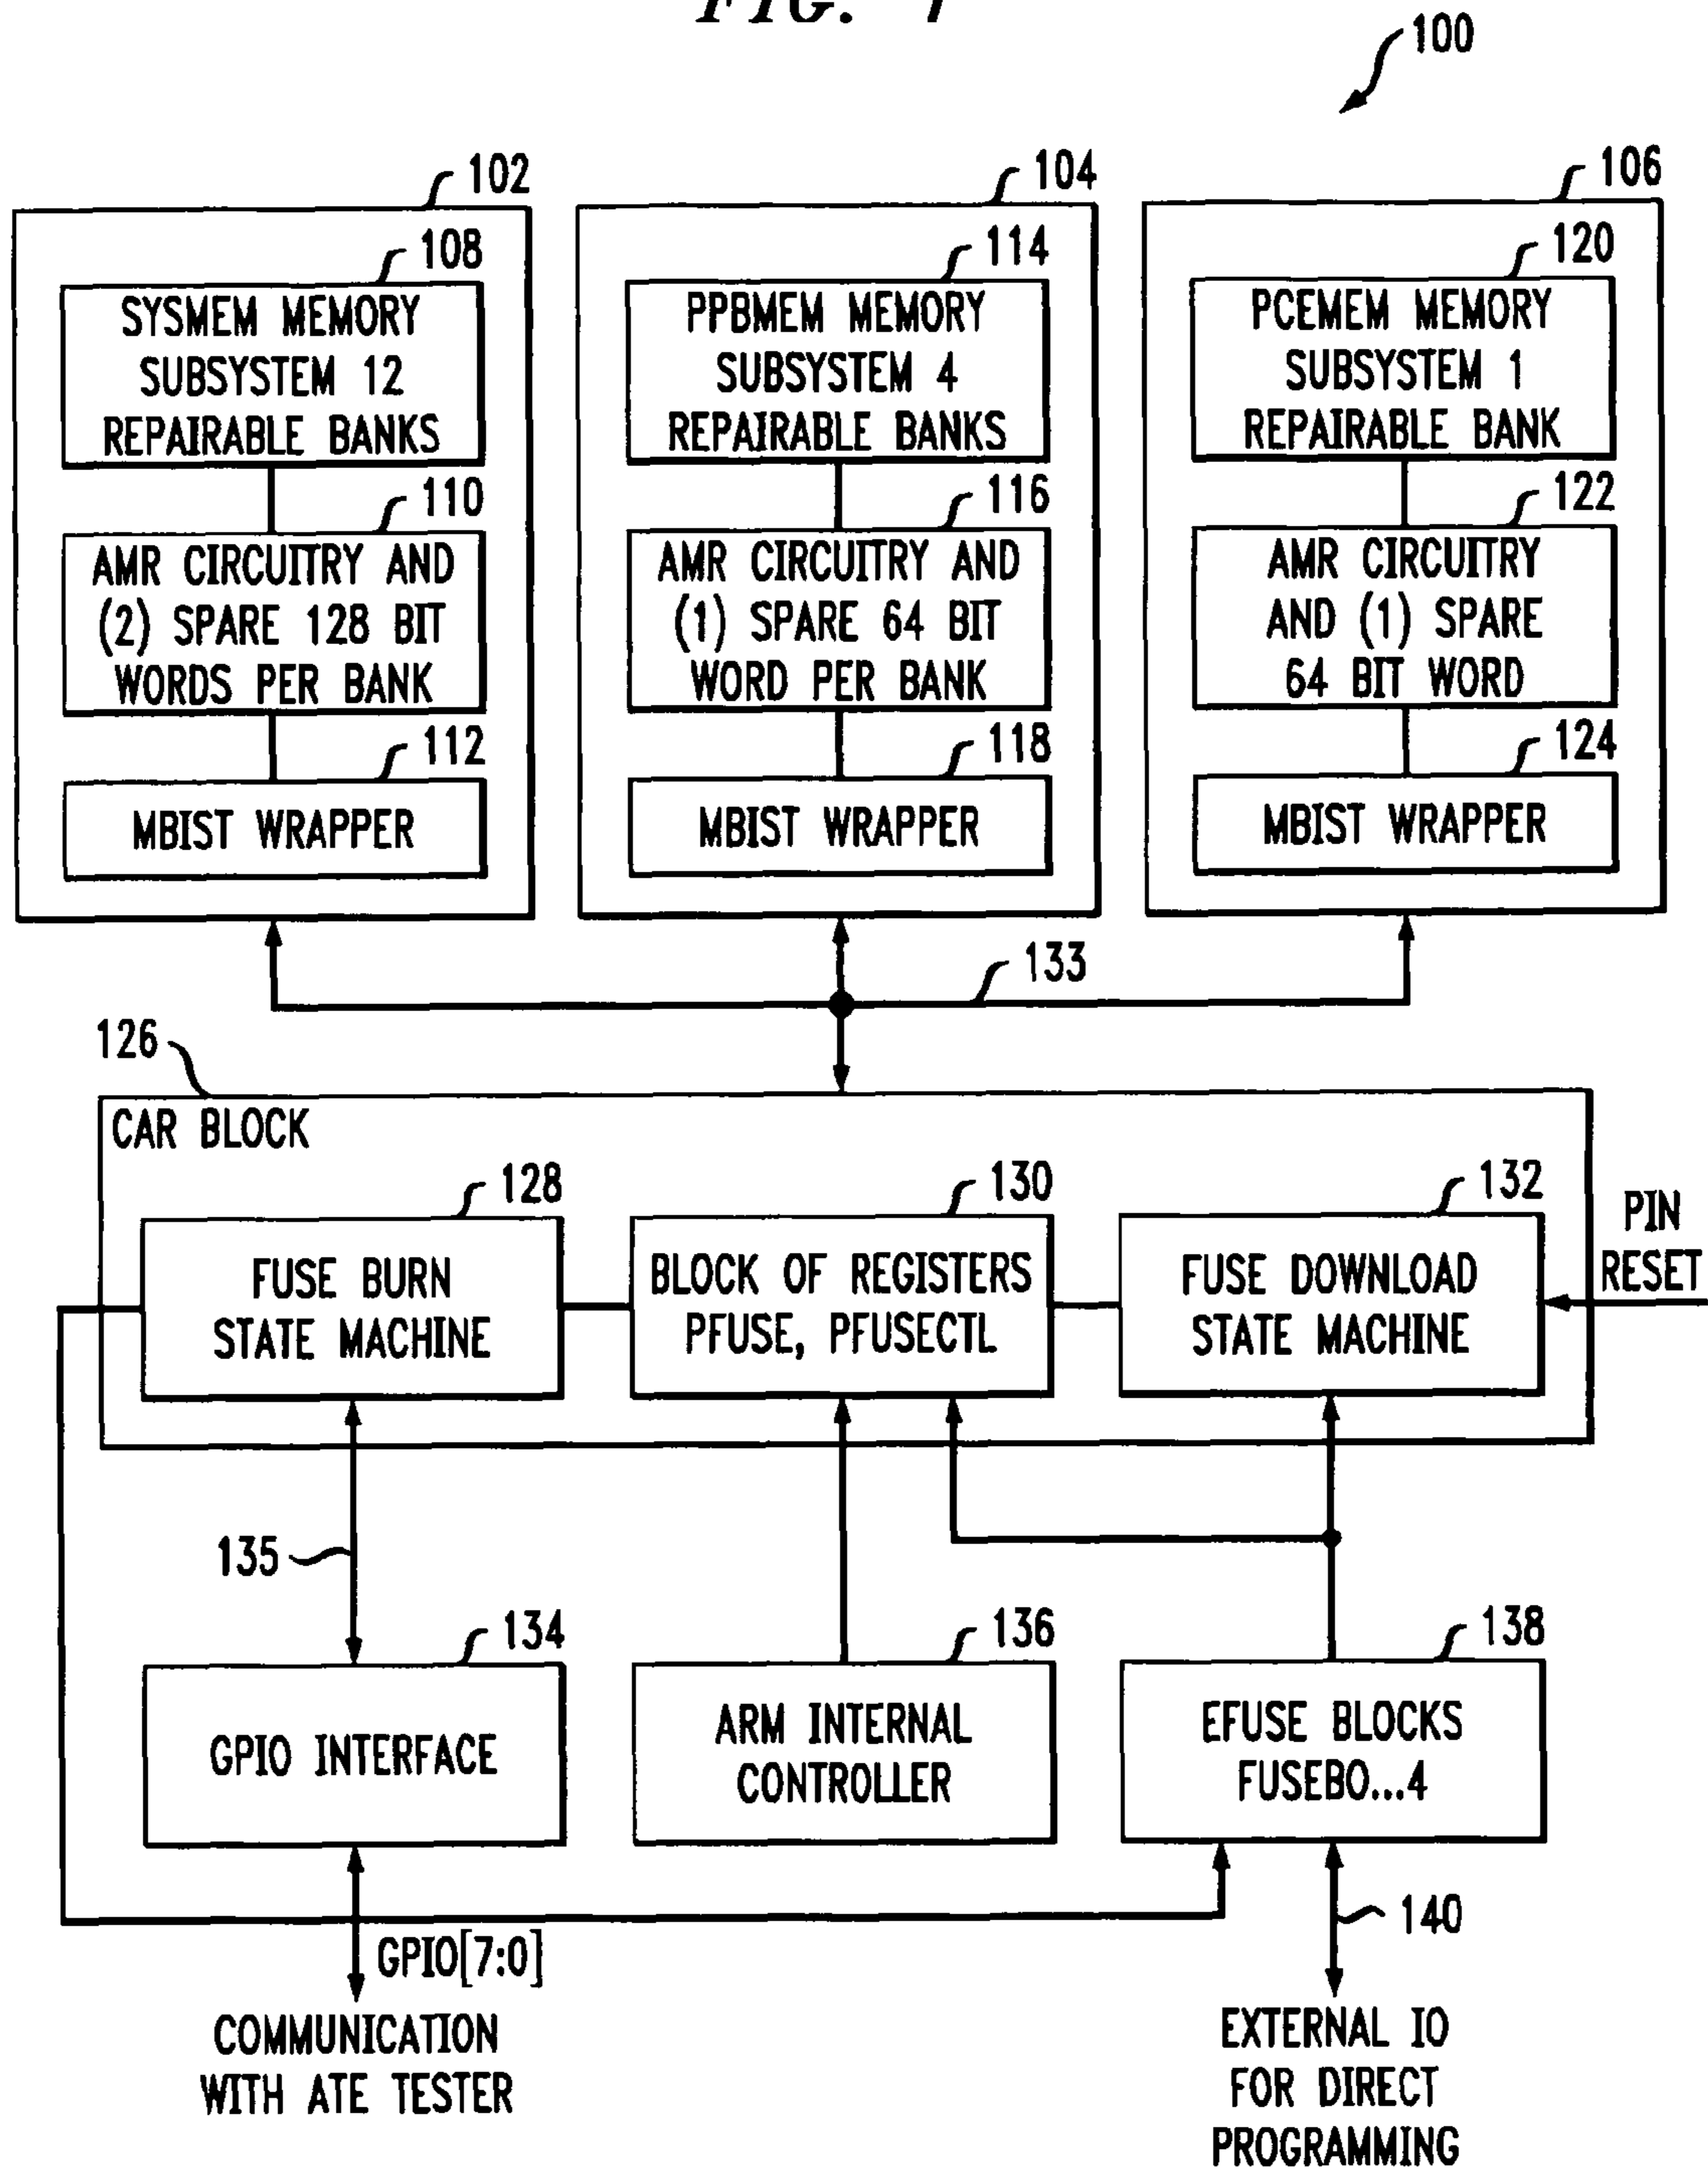 FIG. 1
100
102
104
106
108
SYSMEM MEMORY
SUBSYSTEM 12
REPAIRABLE BANKS
114
PPBMEM MEMORY
SUBSYSTEM 4
REPAIRABLE BANKS
120
PCEMEM MEMORY
SUBSYSTEM 1
REPAIRABLE BANK
110
AMR CIRCUITRY AND
(2) SPARE 128 BIT
WORDS PER BANK
116
AMR CIRCUITRY AND
(1) SPARE 64 BIT
WORD PER BANK
122
AMR CIRCUITRY
AND (1) SPARE
64 BIT WORD
112
MBIST WRAPPER
118
MBIST WRAPPER
124
MBIST WRAPPER
133
126
CAR BLOCK
128
FUSE BURN
STATE MACHINE
130
BLOCK OF REGISTERS
PFUSE, PFUSECTL
132
FUSE DOWNLOAD
STATE MACHINE
PIN
RESET
135
134
GPIO INTERFACE
136
ARM INTERNAL
CONTROLLER
138
EFUSE BLOCKS
FUSEBO...4
GPIO[7:0]
140
COMMUNICATION
WITH ATE TESTER
EXTERNAL IO
FOR DIRECT
PROGRAMMING